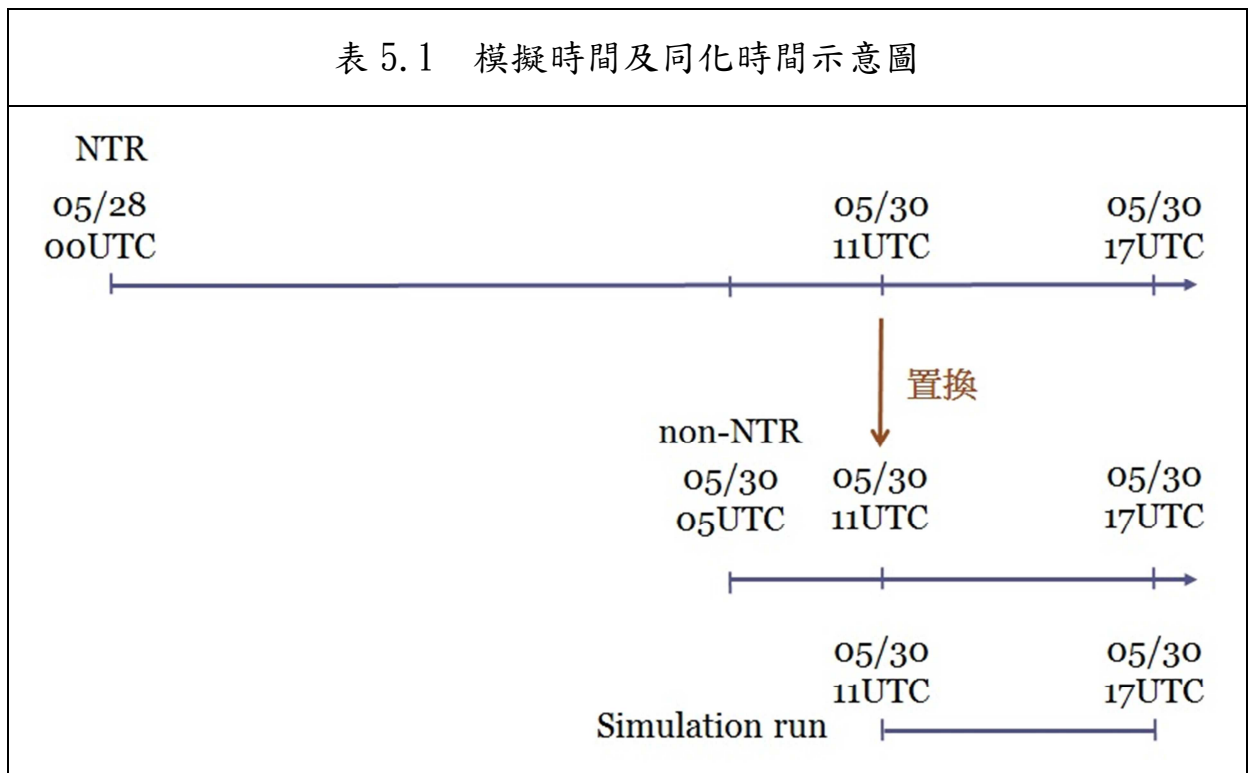 表 5.1 模擬時間及同化時間示意圖
NTR
05/28 05/30 05/30
00UTC 11UTC 17UTC
置換
non-NTR
05/30 05/30 05/30
05UTC 11UTC 17UTC
05/30 05/30
11UTC 17UTC
Simulation run